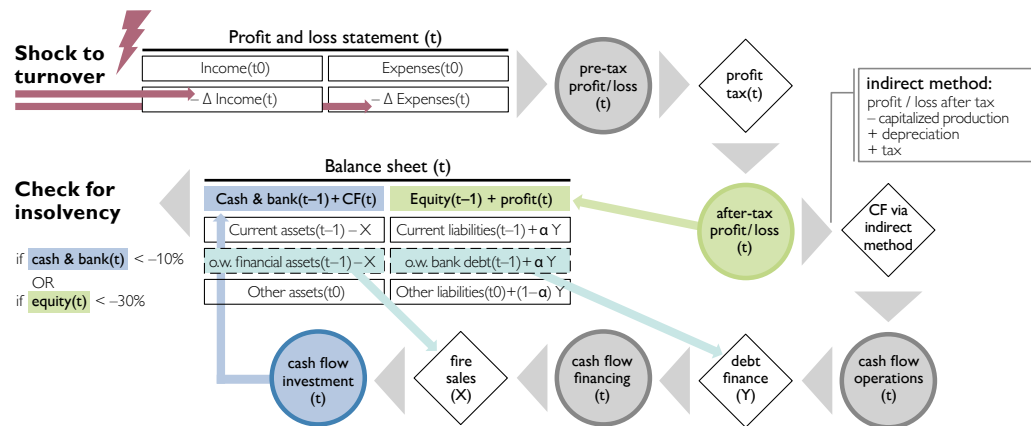 Shock to
turnover
Profit and loss statement (t)
Income(t0)
Expenses(t0)
– Δ Income(t)
– Δ Expenses(t)
pre-tax
profit/loss
(t)
profit
tax(t)
indirect method:
profit / loss after tax
– capitalized production
+ depreciation
+ tax
Check for
insolvency
if cash & bank(t) < –10%
OR
if equity(t) < –30%
Balance sheet (t)
Cash & bank(t–1) + CF(t)
Equity(t–1) + profit(t)
Current assets(t–1) – X
Current liabilities(t–1) + α Y
o.w. financial assets(t–1) – X
o.w. bank debt(t–1) + α Y
Other assets(t0)
Other liabilities(t0) + (1–α) Y
after-tax
profit/loss
(t)
CF via
indirect
method
cash flow
investment
(t)
fire
sales
(X)
cash flow
financing
(t)
debt
finance
(Y)
cash flow
operations
(t)